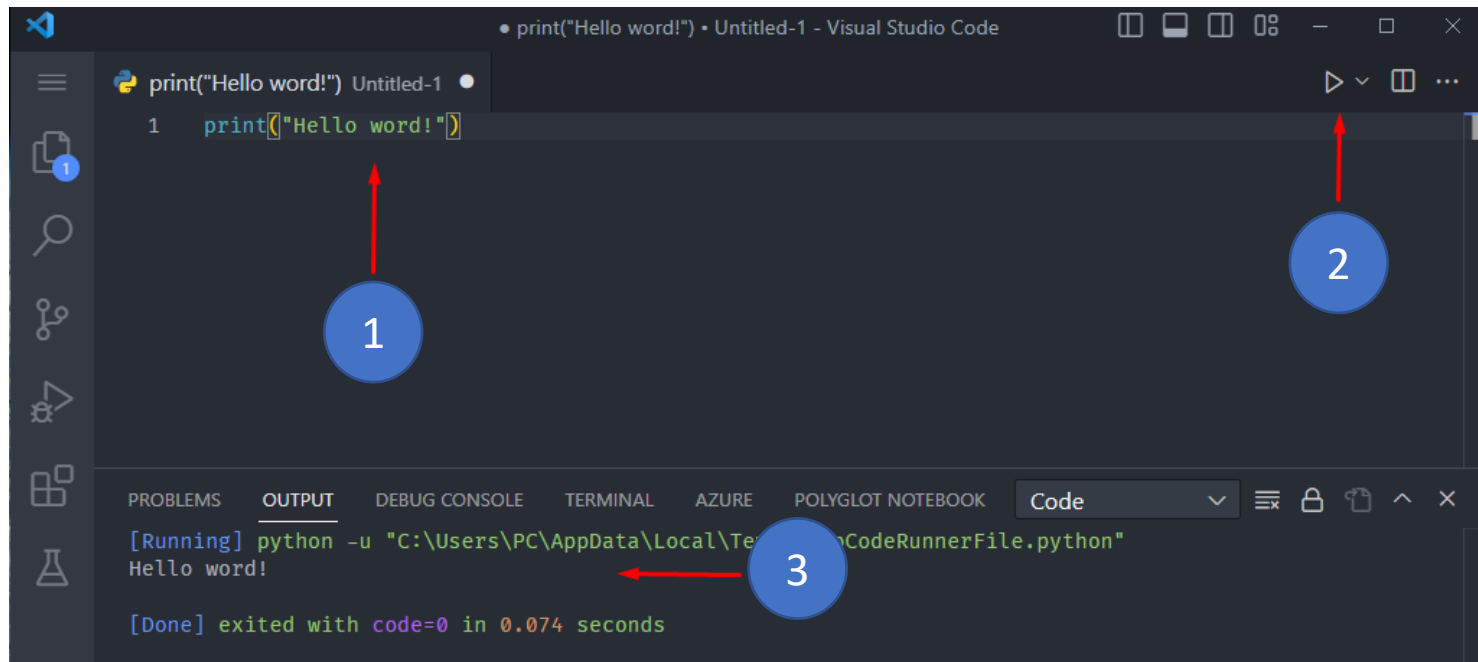 ● print("Hello word!") • Untitled-1 - Visual Studio Code
print("Hello word!") Untitled-1 ●
1 print("Hello word!")
1
2
1
PROBLEMS OUTPUT DEBUG CONSOLE TERMINAL AZURE POLYGLOT NOTEBOOK Code
[Running] python -u "C:\Users\PC\AppData\Local\Te CodeRunnerFile.python"
Hello word!
3
[Done] exited with code=0 in 0.074 seconds